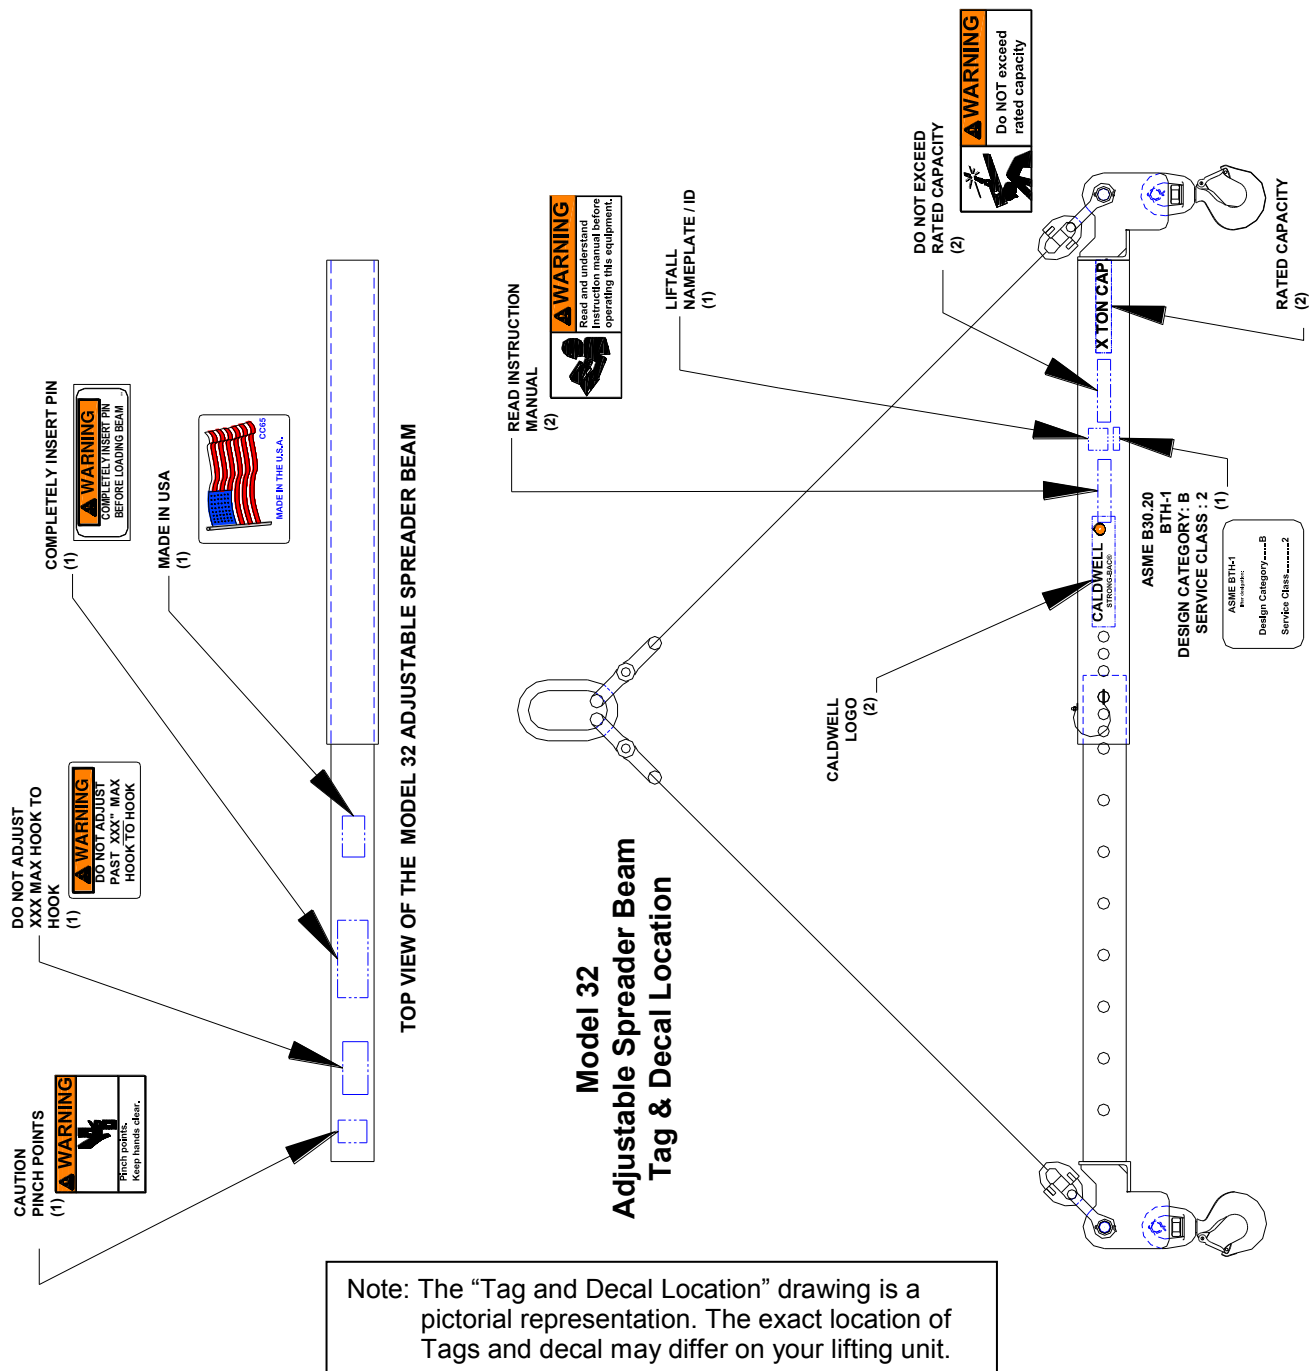 CAUTION
PINCH POINTS
(1)
WARNING
Pinch points.
Keep hands clear.
DO NOT ADJUST
XXX MAX HOOK TO
HOOK
(1)
WARNING
DO NOT ADJUST
PAST XXX" MAX
HOOK TO HOOK
COMPLETELY INSERT PIN
(1)
WARNING
COMPLETELY INSERT PIN
BEFORE LOADING BEAM
MADE IN USA
(1)
MADE IN THE U.S.A.
CC65
TOP VIEW OF THE MODEL 32 ADJUSTABLE SPREADER BEAM
Model 32
Adjustable Spreader Beam
Tag & Decal Location
READ INSTRUCTION
MANUAL
(2)
WARNING
Read and understand
Instruction manual before
operating this equipment.
LIFTALL
NAMEPLATE / ID
(1)
DO NOT EXCEED
RATED CAPACITY
(2)
WARNING
Do NOT exceed
rated capacity
CALDWELL
LOGO
(2)
CALDWELL
STRONG-BAC®
X TON CAP
ASME B30.20
BTH-1
DESIGN CATEGORY: B
SERVICE CLASS : 2
(1)
ASME BTH-1
Design Category-----B
Service Class--------2
RATED CAPACITY
(2)
Note: The “Tag and Decal Location” drawing is a
pictorial representation. The exact location of
Tags and decal may differ on your lifting unit.